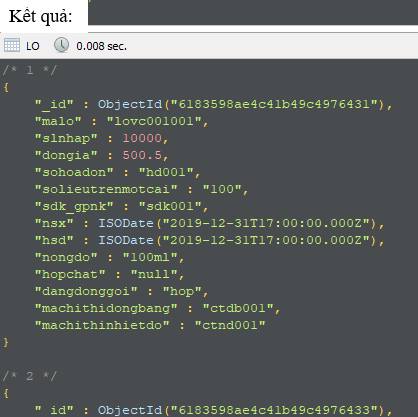 Kết quả:
LO 0.008 sec.
/* 1 */
{
"_id" : ObjectId("6183598ae4c41b49c4976431"),
"malo" : "lovc001001",
"slnhap" : 10000,
"dongia" : 500.5,
"sohoadon" : "hd001",
"solieutrenmotcai" : "100",
"sdk_gpnk" : "sdk001",
"nsx" : ISODate("2019-12-31T17:00:00.000Z"),
"hsd" : ISODate("2019-12-31T17:00:00.000Z"),
"nongdo" : "100ml",
"hopchat" : "null",
"dangdonggoi" : "hop",
"machithidongbang" : "ctdb001",
"machithinhietdo" : "ctnd001"
}
/* 2 */
{
"_id" : ObjectId("6183598ae4c41b49c4976433"),